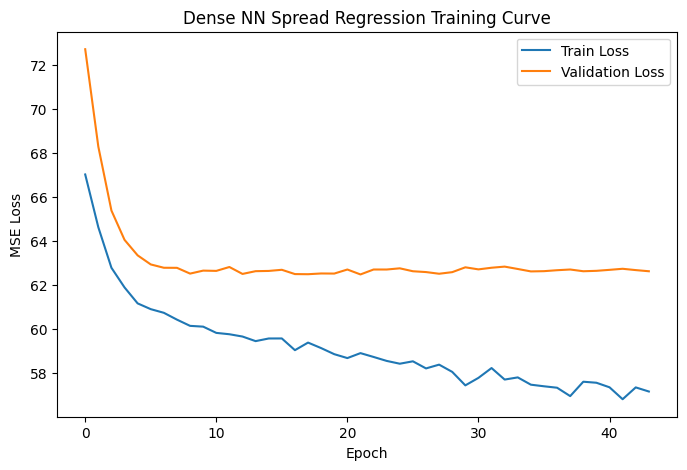 Dense NN Spread Regression Training Curve
Train Loss
Validation Loss
MSE Loss
72
70
68
66
64
62
60
58
0
10
20
30
40
Epoch